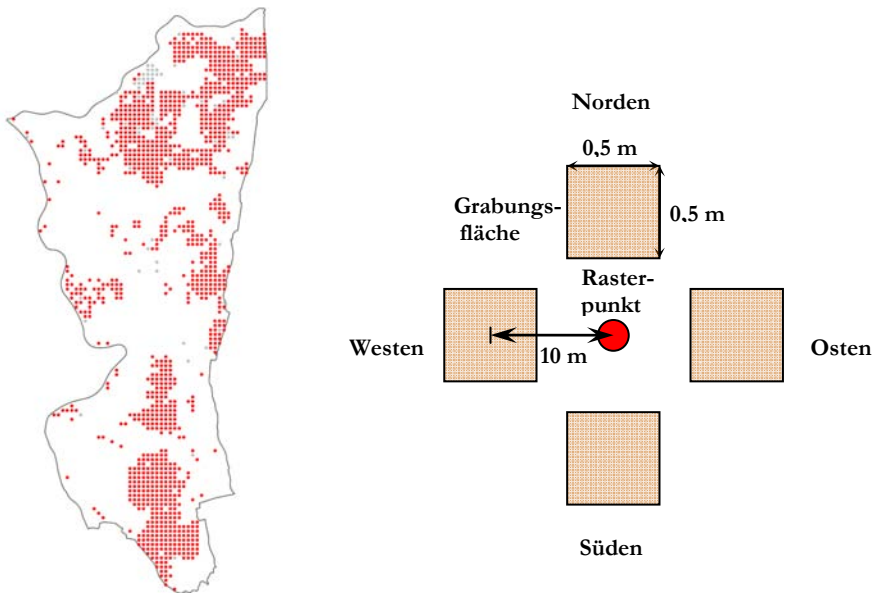 Norden
0,5 m
Grabungs-
fläche
0,5 m
Raster-
punkt
Westen
10 m
Osten
Süden